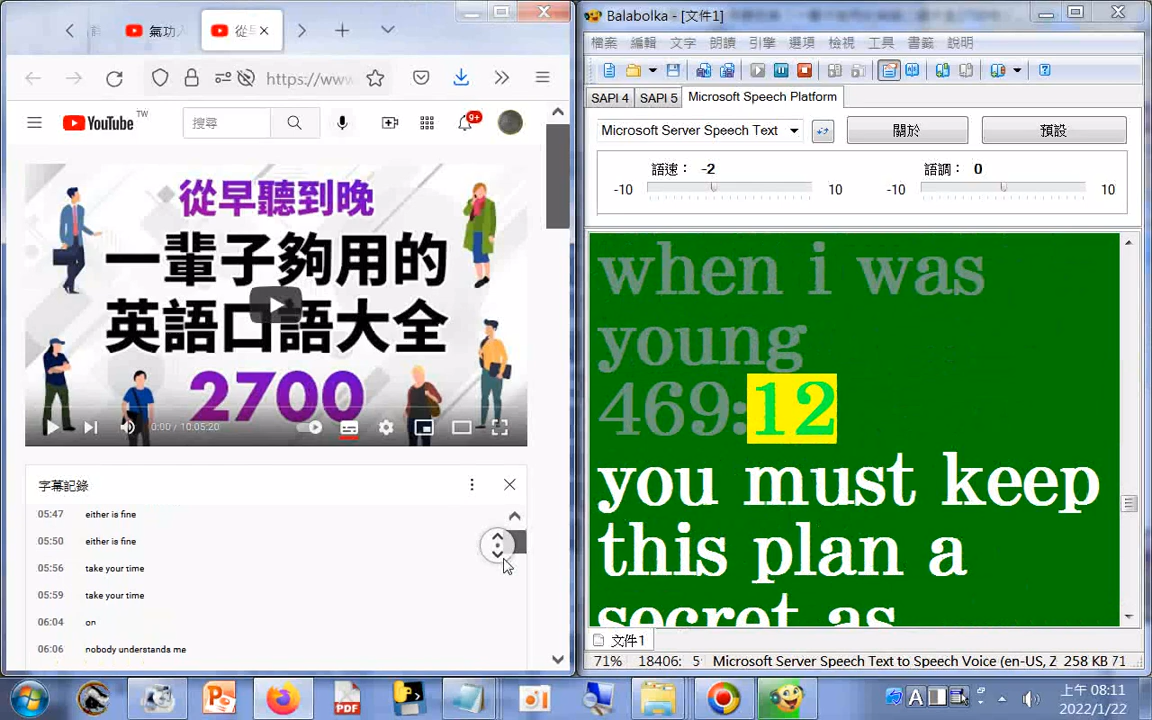 氣功
從
https://www
YouTube TW
搜尋
9+
從早聽到晚
一輩子夠用的
英語口語大全
2700
0:00 / 10:05:20
字幕記錄
05:47 either is fine
05:50 either is fine
05:56 take your time
05:59 take your time
06:04 on
06:06 nobody understands me
Balabolka - [文件1]
檔案 編輯 文字 朗讀 引擎 選項 檢視 工具 書籤 說明
SAPI 4 SAPI 5 Microsoft Speech Platform
Microsoft Server Speech Text
關於
預設
語速： -2
語調： 0
-10 10 -10 10
when i was
young
469:12
you must keep
this plan a
secret as
文件1
71% 18406: 5 Microsoft Server Speech Text to Speech Voice (en-US, Z 258 KB 71
PDF
A
上午 08:11
2022/1/22